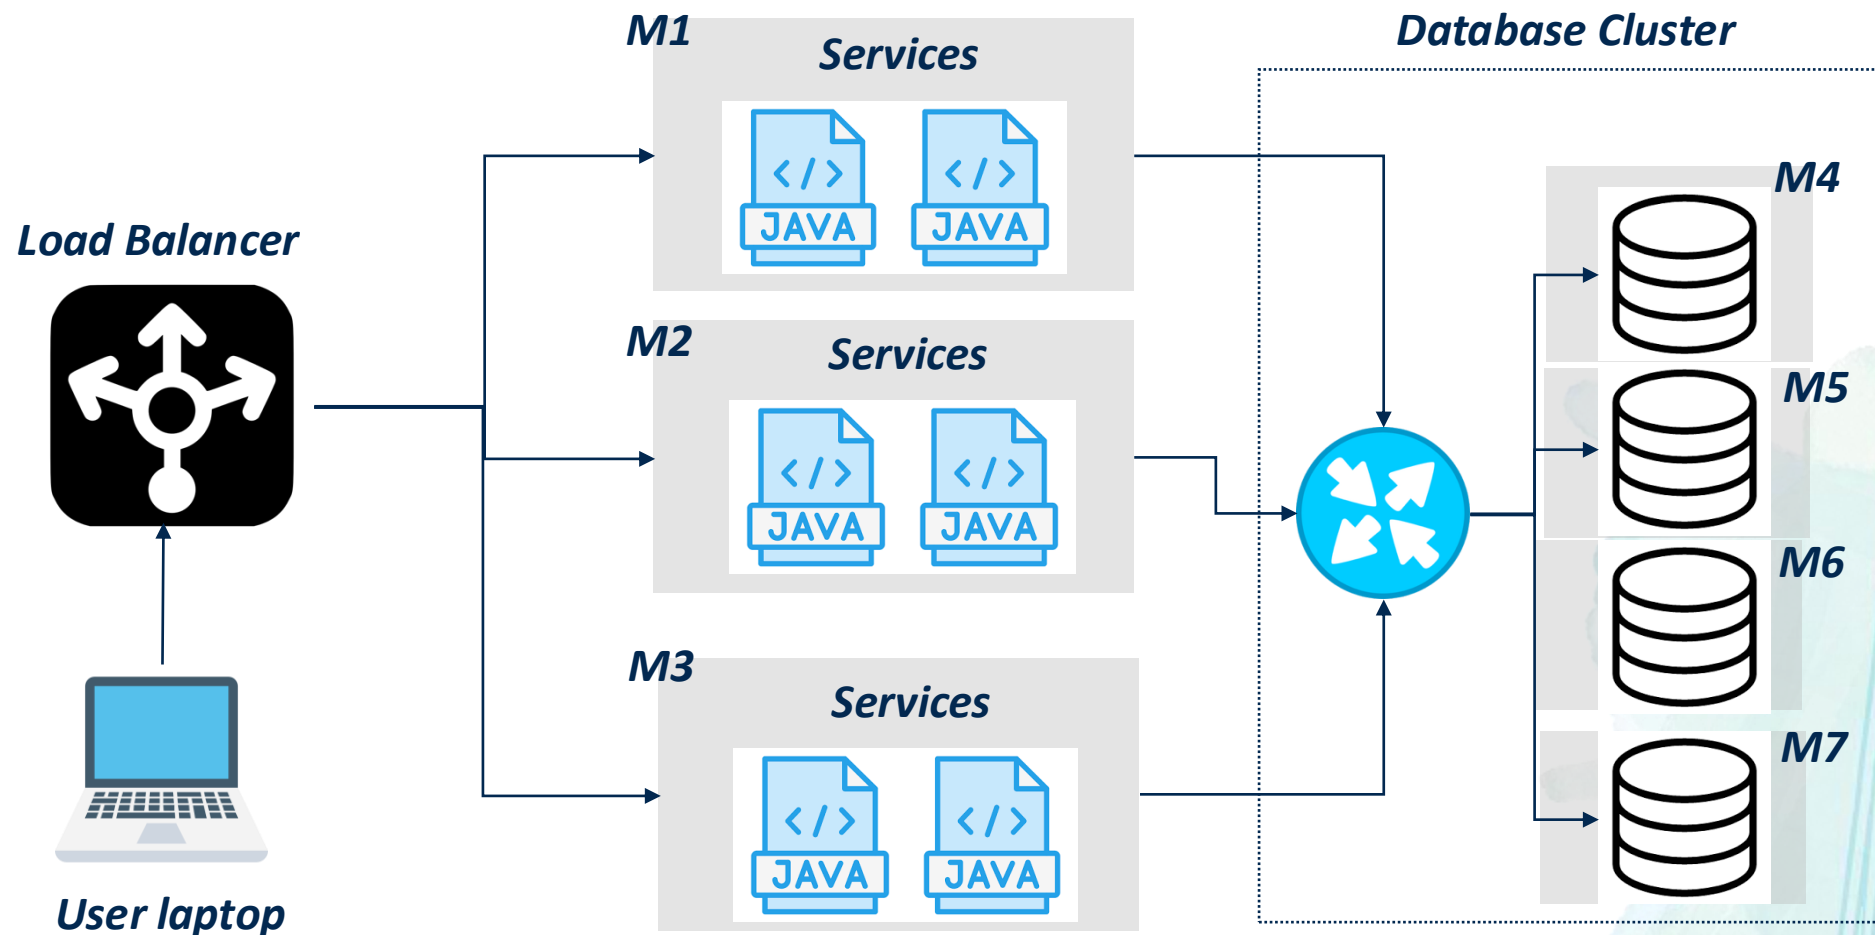 M1
Services
</>
</>
JAVA
JAVA
Database Cluster
M4
Load Balancer
M2
Services
</>
</>
JAVA
JAVA
M5
M6
M3
Services
</>
</>
JAVA
JAVA
M7
User laptop